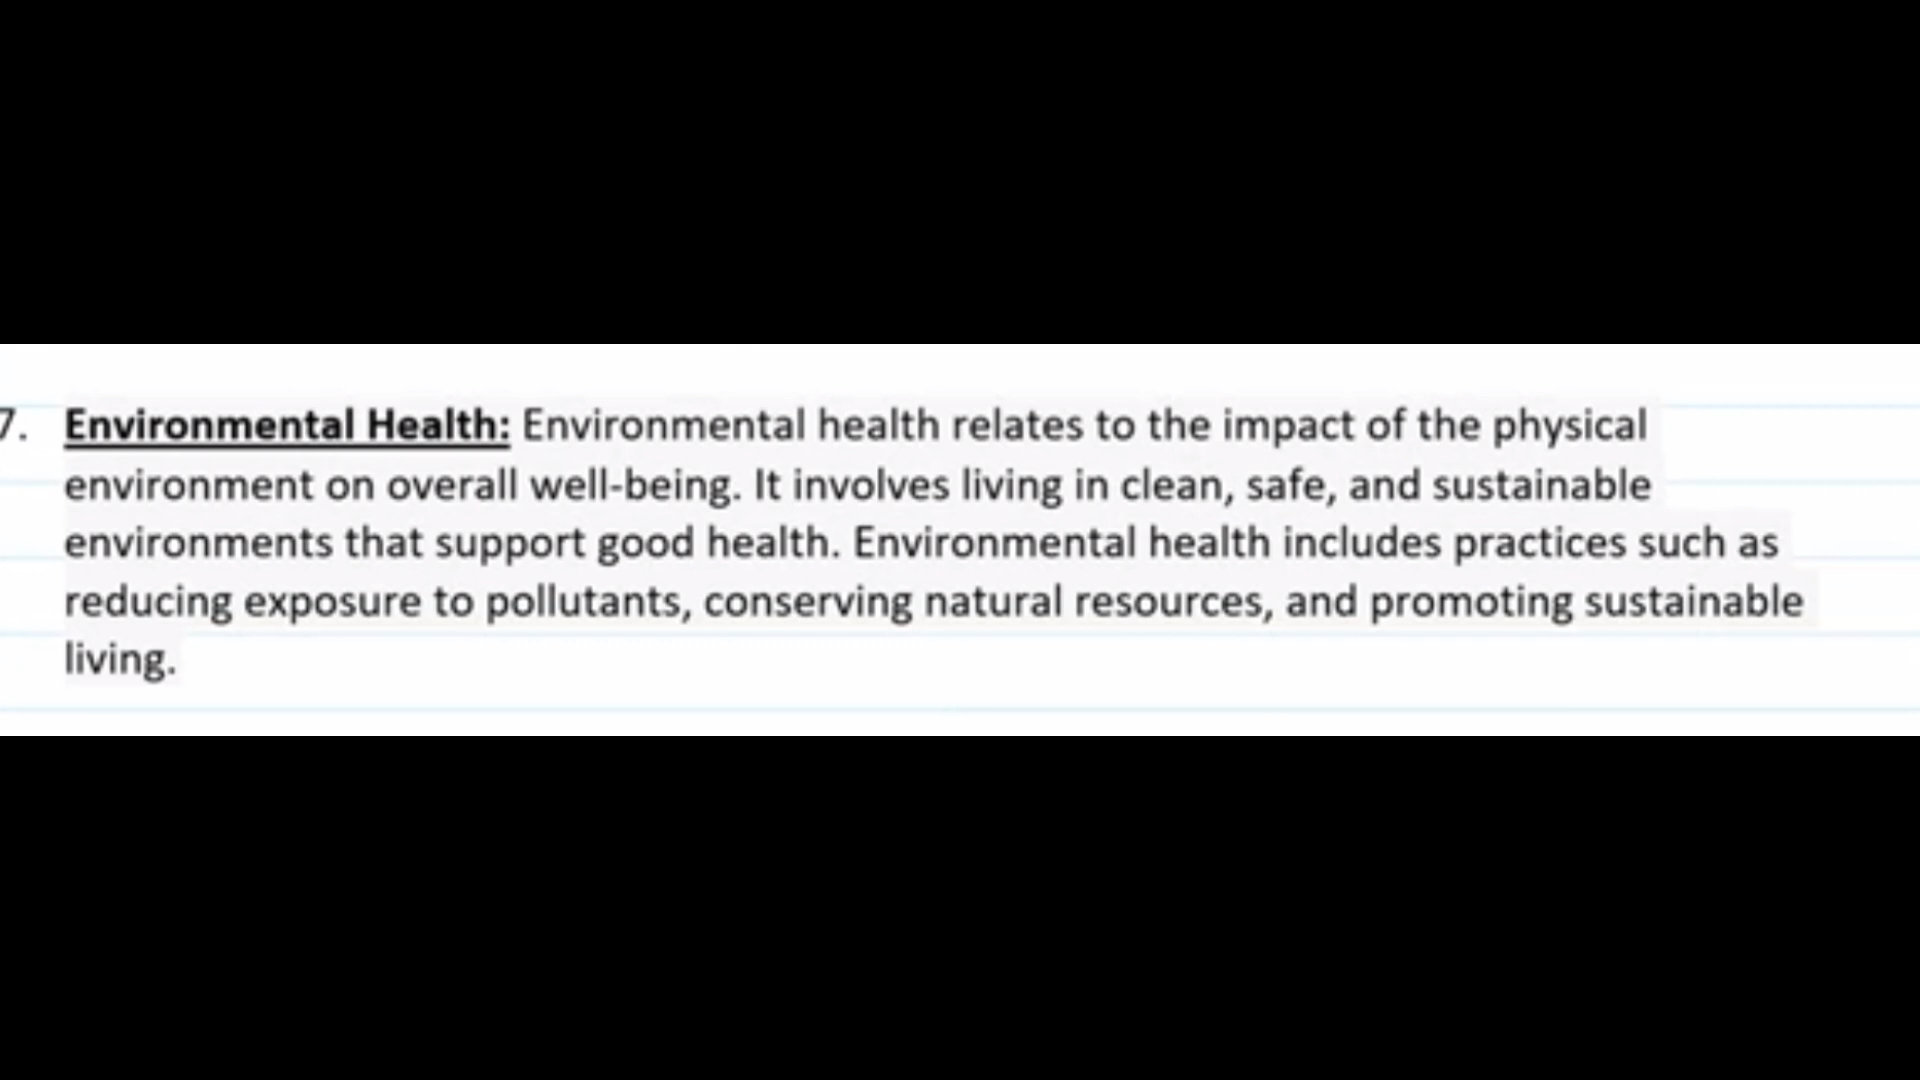 7. Environmental Health: Environmental health relates to the impact of the physical
environment on overall well-being. It involves living in clean, safe, and sustainable
environments that support good health. Environmental health includes practices such as
reducing exposure to pollutants, conserving natural resources, and promoting sustainable
living.